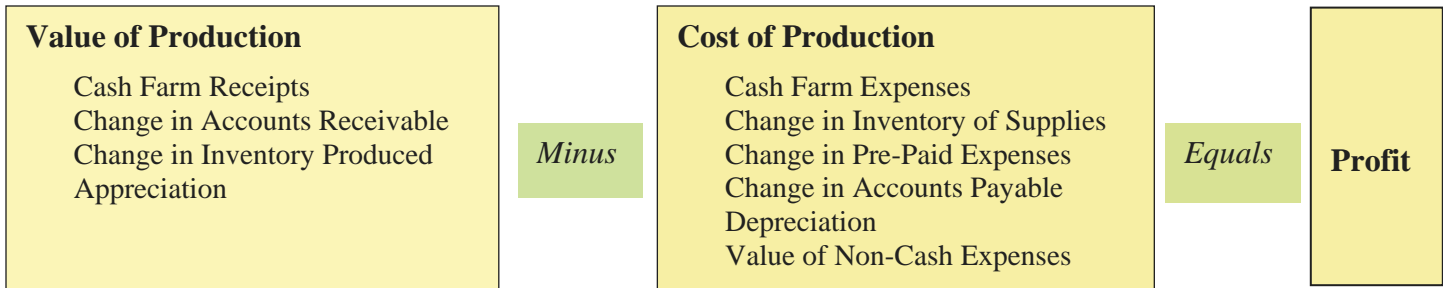 Value of Production
Cash Farm Receipts
Change in Accounts Receivable
Change in Inventory Produced
Appreciation
Minus
Cost of Production
Cash Farm Expenses
Change in Inventory of Supplies
Change in Pre-Paid Expenses
Change in Accounts Payable
Depreciation
Value of Non-Cash Expenses
Equals
Profit